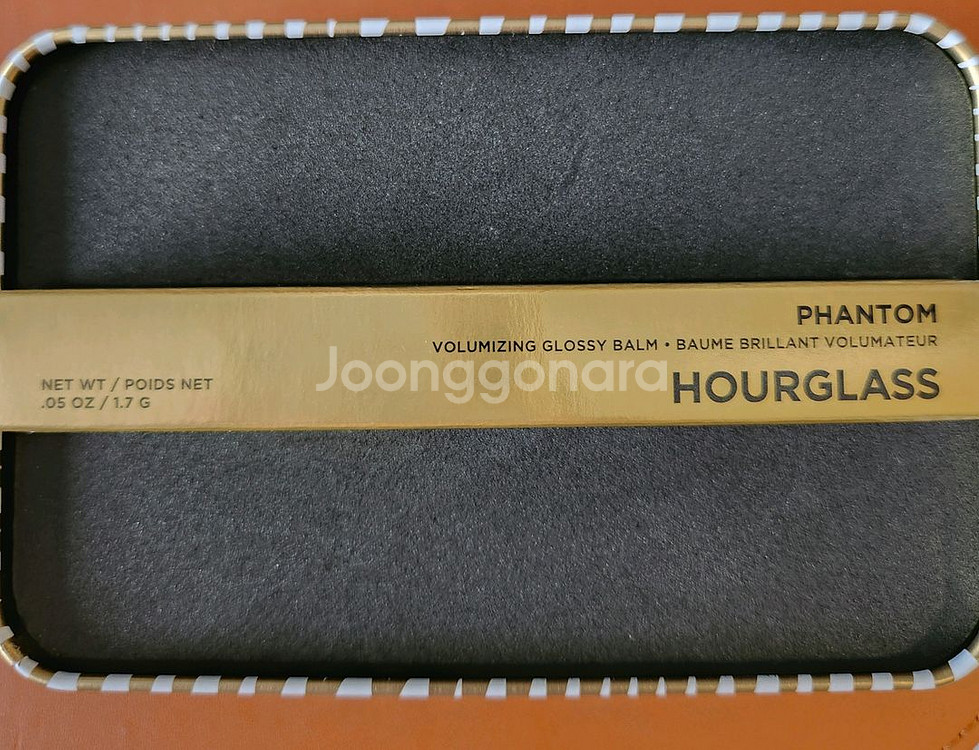 PHANTOM
VOLUMIZING GLOSSY BALM • BAUME BRILLANT VOLUMATEUR
Joonggonara
HOURGLASS
NET WT / POIDS NET
.05 OZ / 1.7 G